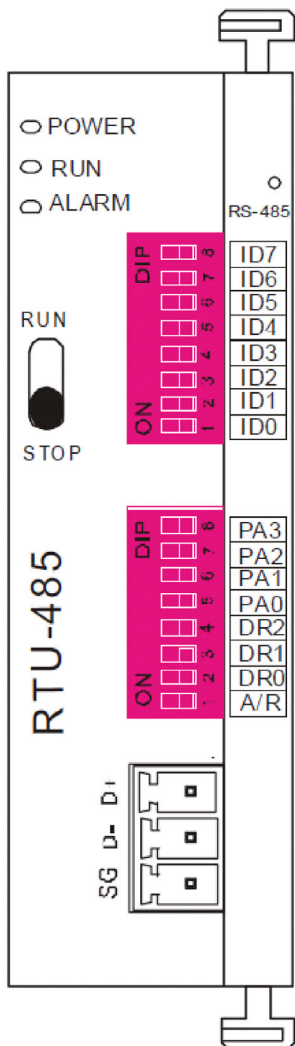 POWER
RUN
ALARM
RS-485
RUN
STOP
DIP
ON
8
7
6
5
4
3
2
1
ID7
ID6
ID5
ID4
ID3
ID2
ID1
ID0
RTU-485
DIP
ON
8
7
6
5
4
3
2
1
PA3
PA2
PA1
PA0
DR2
DR1
DR0
A/R
D+
D-
SG